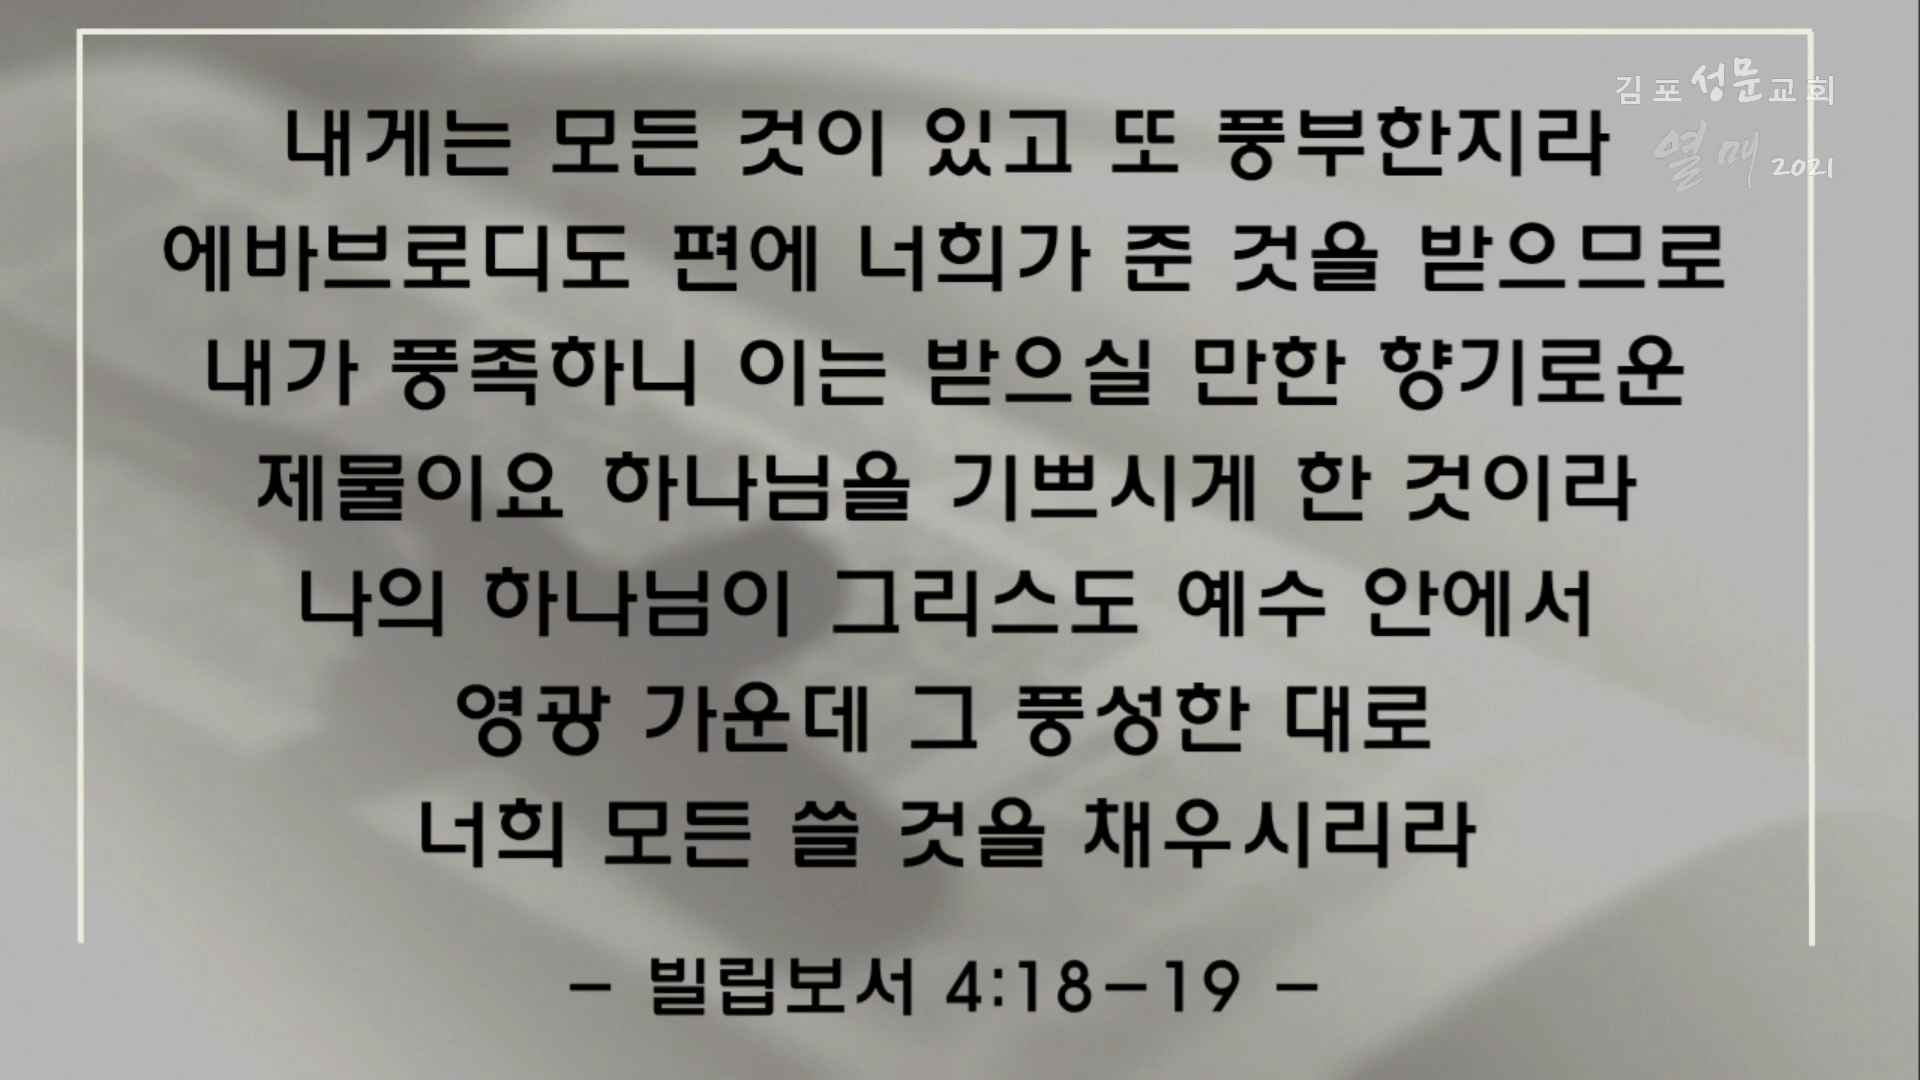 김포성문교회
열매 2021
내게는 모든 것이 있고 또 풍부한지라
에바브로디도 편에 너희가 준 것을 받으므로
내가 풍족하니 이는 받으실 만한 향기로운
제물이요 하나님을 기쁘시게 한 것이라
나의 하나님이 그리스도 예수 안에서
영광 가운데 그 풍성한 대로
너희 모든 쓸 것을 채우시리라
– 빌립보서 4:18–19 –